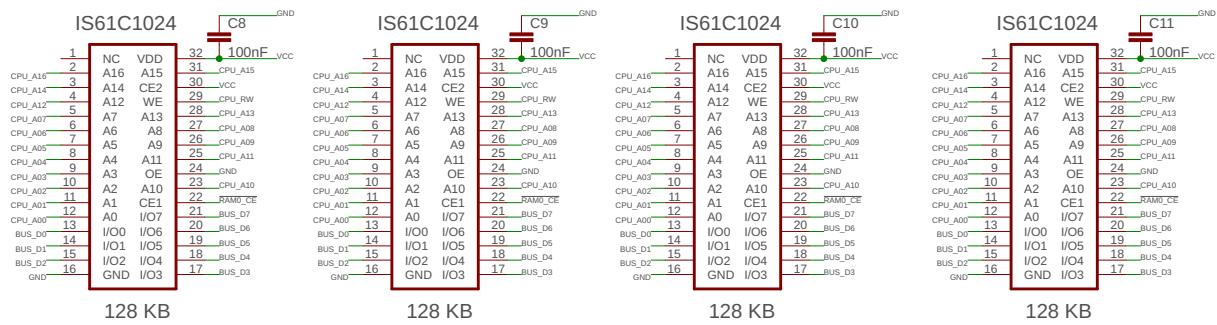 GND
IS61C1024 C8
100nF VCC
1 NC VDD 32
CPU_A16 2 A16 A15 31 CPU_A15
CPU_A14 3 A14 CE2 30 VCC
CPU_A12 4 A12 WE 29 CPU_RW
CPU_A07 5 A7 A13 28 CPU_A13
CPU_A06 6 A6 A8 27 CPU_A08
CPU_A05 7 A5 A9 26 CPU_A09
CPU_A04 8 A4 A11 25 CPU_A11
CPU_A03 9 A3 OE 24 GND
CPU_A02 10 A2 A10 23 CPU_A10
CPU_A01 11 A1 CE1 22 RAM0_CE
CPU_A00 12 A0 I/O7 21 BUS_D7
BUS_D0 13 I/O0 I/O6 20 BUS_D6
BUS_D1 14 I/O1 I/O5 19 BUS_D5
BUS_D2 15 I/O2 I/O4 18 BUS_D4
GND 16 GND I/O3 17 BUS_D3
128 KB
GND
IS61C1024 C9
100nF VCC
1 NC VDD 32
CPU_A16 2 A16 A15 31 CPU_A15
CPU_A14 3 A14 CE2 30 VCC
CPU_A12 4 A12 WE 29 CPU_RW
CPU_A07 5 A7 A13 28 CPU_A13
CPU_A06 6 A6 A8 27 CPU_A08
CPU_A05 7 A5 A9 26 CPU_A09
CPU_A04 8 A4 A11 25 CPU_A11
CPU_A03 9 A3 OE 24 GND
CPU_A02 10 A2 A10 23 CPU_A10
CPU_A01 11 A1 CE1 22 RAM0_CE
CPU_A00 12 A0 I/O7 21 BUS_D7
BUS_D0 13 I/O0 I/O6 20 BUS_D6
BUS_D1 14 I/O1 I/O5 19 BUS_D5
BUS_D2 15 I/O2 I/O4 18 BUS_D4
GND 16 GND I/O3 17 BUS_D3
128 KB
GND
IS61C1024 C10
100nF VCC
1 NC VDD 32
CPU_A16 2 A16 A15 31 CPU_A15
CPU_A14 3 A14 CE2 30 VCC
CPU_A12 4 A12 WE 29 CPU_RW
CPU_A07 5 A7 A13 28 CPU_A13
CPU_A06 6 A6 A8 27 CPU_A08
CPU_A05 7 A5 A9 26 CPU_A09
CPU_A04 8 A4 A11 25 CPU_A11
CPU_A03 9 A3 OE 24 GND
CPU_A02 10 A2 A10 23 CPU_A10
CPU_A01 11 A1 CE1 22 RAM0_CE
CPU_A00 12 A0 I/O7 21 BUS_D7
BUS_D0 13 I/O0 I/O6 20 BUS_D6
BUS_D1 14 I/O1 I/O5 19 BUS_D5
BUS_D2 15 I/O2 I/O4 18 BUS_D4
GND 16 GND I/O3 17 BUS_D3
128 KB
GND
IS61C1024 C11
100nF VCC
1 NC VDD 32
CPU_A16 2 A16 A15 31 CPU_A15
CPU_A14 3 A14 CE2 30 VCC
CPU_A12 4 A12 WE 29 CPU_RW
CPU_A07 5 A7 A13 28 CPU_A13
CPU_A06 6 A6 A8 27 CPU_A08
CPU_A05 7 A5 A9 26 CPU_A09
CPU_A04 8 A4 A11 25 CPU_A11
CPU_A03 9 A3 OE 24 GND
CPU_A02 10 A2 A10 23 CPU_A10
CPU_A01 11 A1 CE1 22 RAM0_CE
CPU_A00 12 A0 I/O7 21 BUS_D7
BUS_D0 13 I/O0 I/O6 20 BUS_D6
BUS_D1 14 I/O1 I/O5 19 BUS_D5
BUS_D2 15 I/O2 I/O4 18 BUS_D4
GND 16 GND I/O3 17 BUS_D3
128 KB